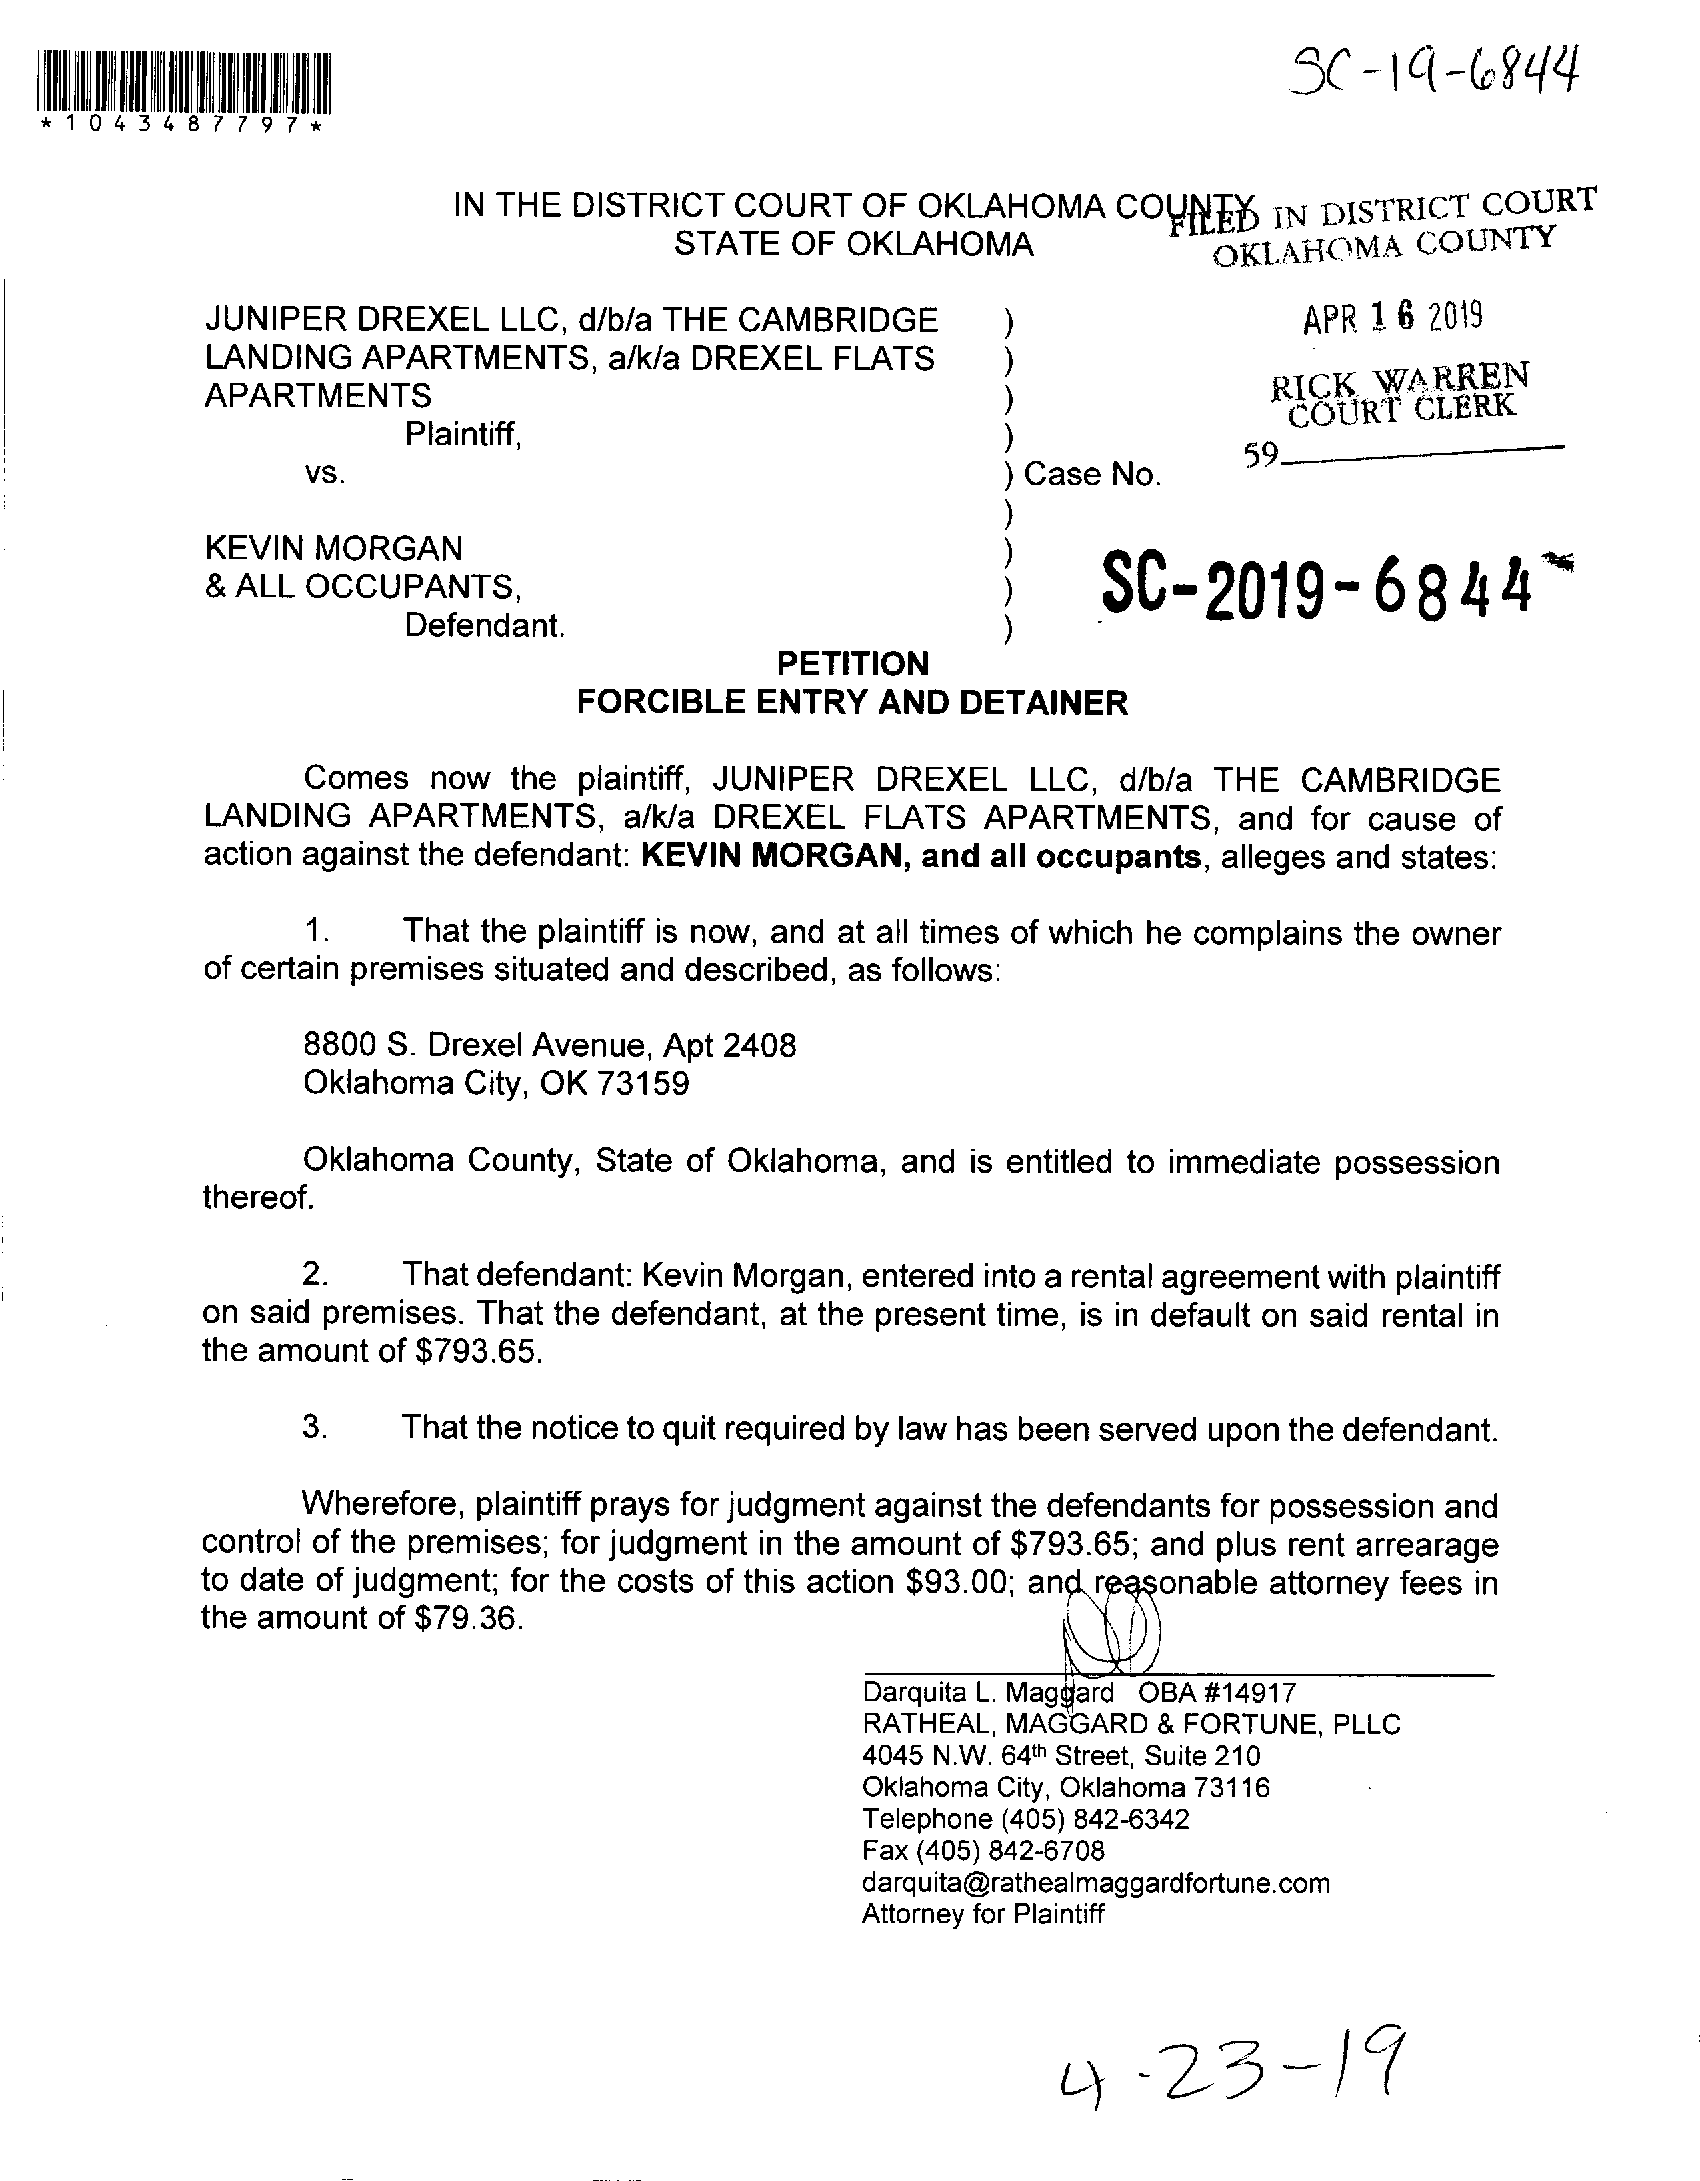 SC-19-6844
*1043487797*
IN THE DISTRICT COURT OF OKLAHOMA COUNTY
STATE OF OKLAHOMA
FILED IN DISTRICT COURT
OKLAHOMA COUNTY
APR 16 2019
RICK WARREN
COURT CLERK
59
JUNIPER DREXEL LLC, d/b/a THE CAMBRIDGE )
LANDING APARTMENTS, a/k/a DREXEL FLATS )
APARTMENTS )
Plaintiff, )
vs. ) Case No.
)
KEVIN MORGAN )
& ALL OCCUPANTS, )
Defendant. )
SC-2019-6844
PETITION
FORCIBLE ENTRY AND DETAINER
Comes now the plaintiff, JUNIPER DREXEL LLC, d/b/a THE CAMBRIDGE
LANDING APARTMENTS, a/k/a DREXEL FLATS APARTMENTS, and for cause of
action against the defendant: KEVIN MORGAN, and all occupants, alleges and states:
1. That the plaintiff is now, and at all times of which he complains the owner
of certain premises situated and described, as follows:
8800 S. Drexel Avenue, Apt 2408
Oklahoma City, OK 73159
Oklahoma County, State of Oklahoma, and is entitled to immediate possession
thereof.
2. That defendant: Kevin Morgan, entered into a rental agreement with plaintiff
on said premises. That the defendant, at the present time, is in default on said rental in
the amount of $793.65.
3. That the notice to quit required by law has been served upon the defendant.
Wherefore, plaintiff prays for judgment against the defendants for possession and
control of the premises; for judgment in the amount of $793.65; and plus rent arrearage
to date of judgment; for the costs of this action $93.00; and reasonable attorney fees in
the amount of $79.36.
Darquita L. Maggard OBA #14917
RATHEAL, MAGGARD & FORTUNE, PLLC
4045 N.W. 64th Street, Suite 210
Oklahoma City, Oklahoma 73116
Telephone (405) 842-6342
Fax (405) 842-6708
darquita@rathealmaggardfortune.com
Attorney for Plaintiff
4-23-19